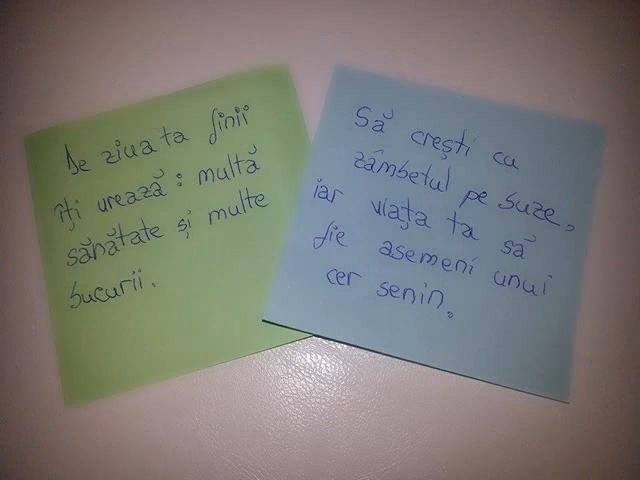 De ziua ta finii
îți urează: multă
sănătate și multe
bucurii.
Să crești cu
zâmbetul pe buze,
iar viața ta să
fie asemeni unui
cer senin.